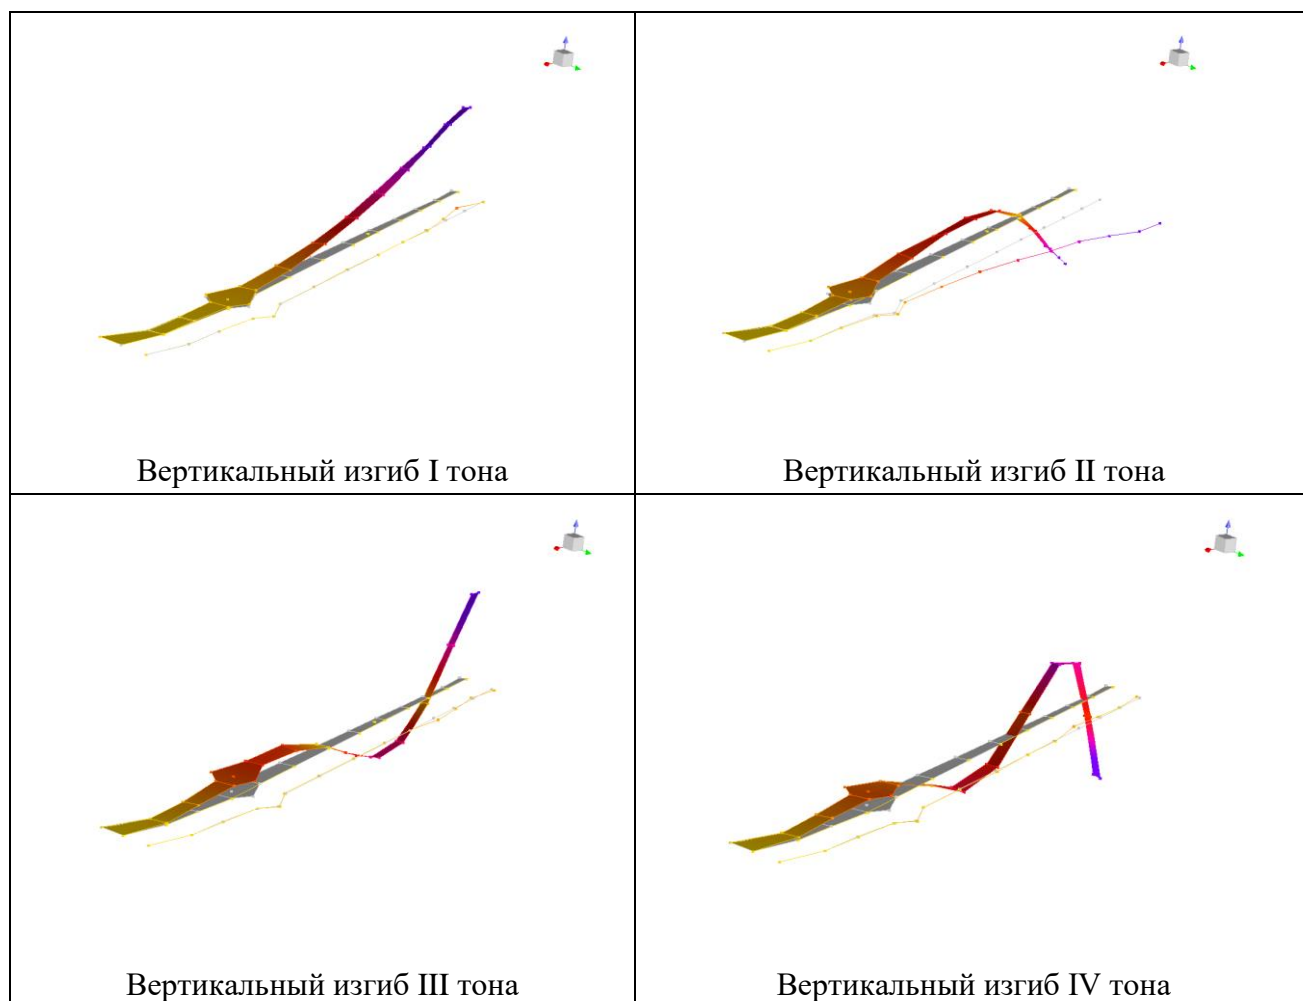 Вертикальный изгиб I тона
Вертикальный изгиб II тона
Вертикальный изгиб III тона
Вертикальный изгиб IV тона